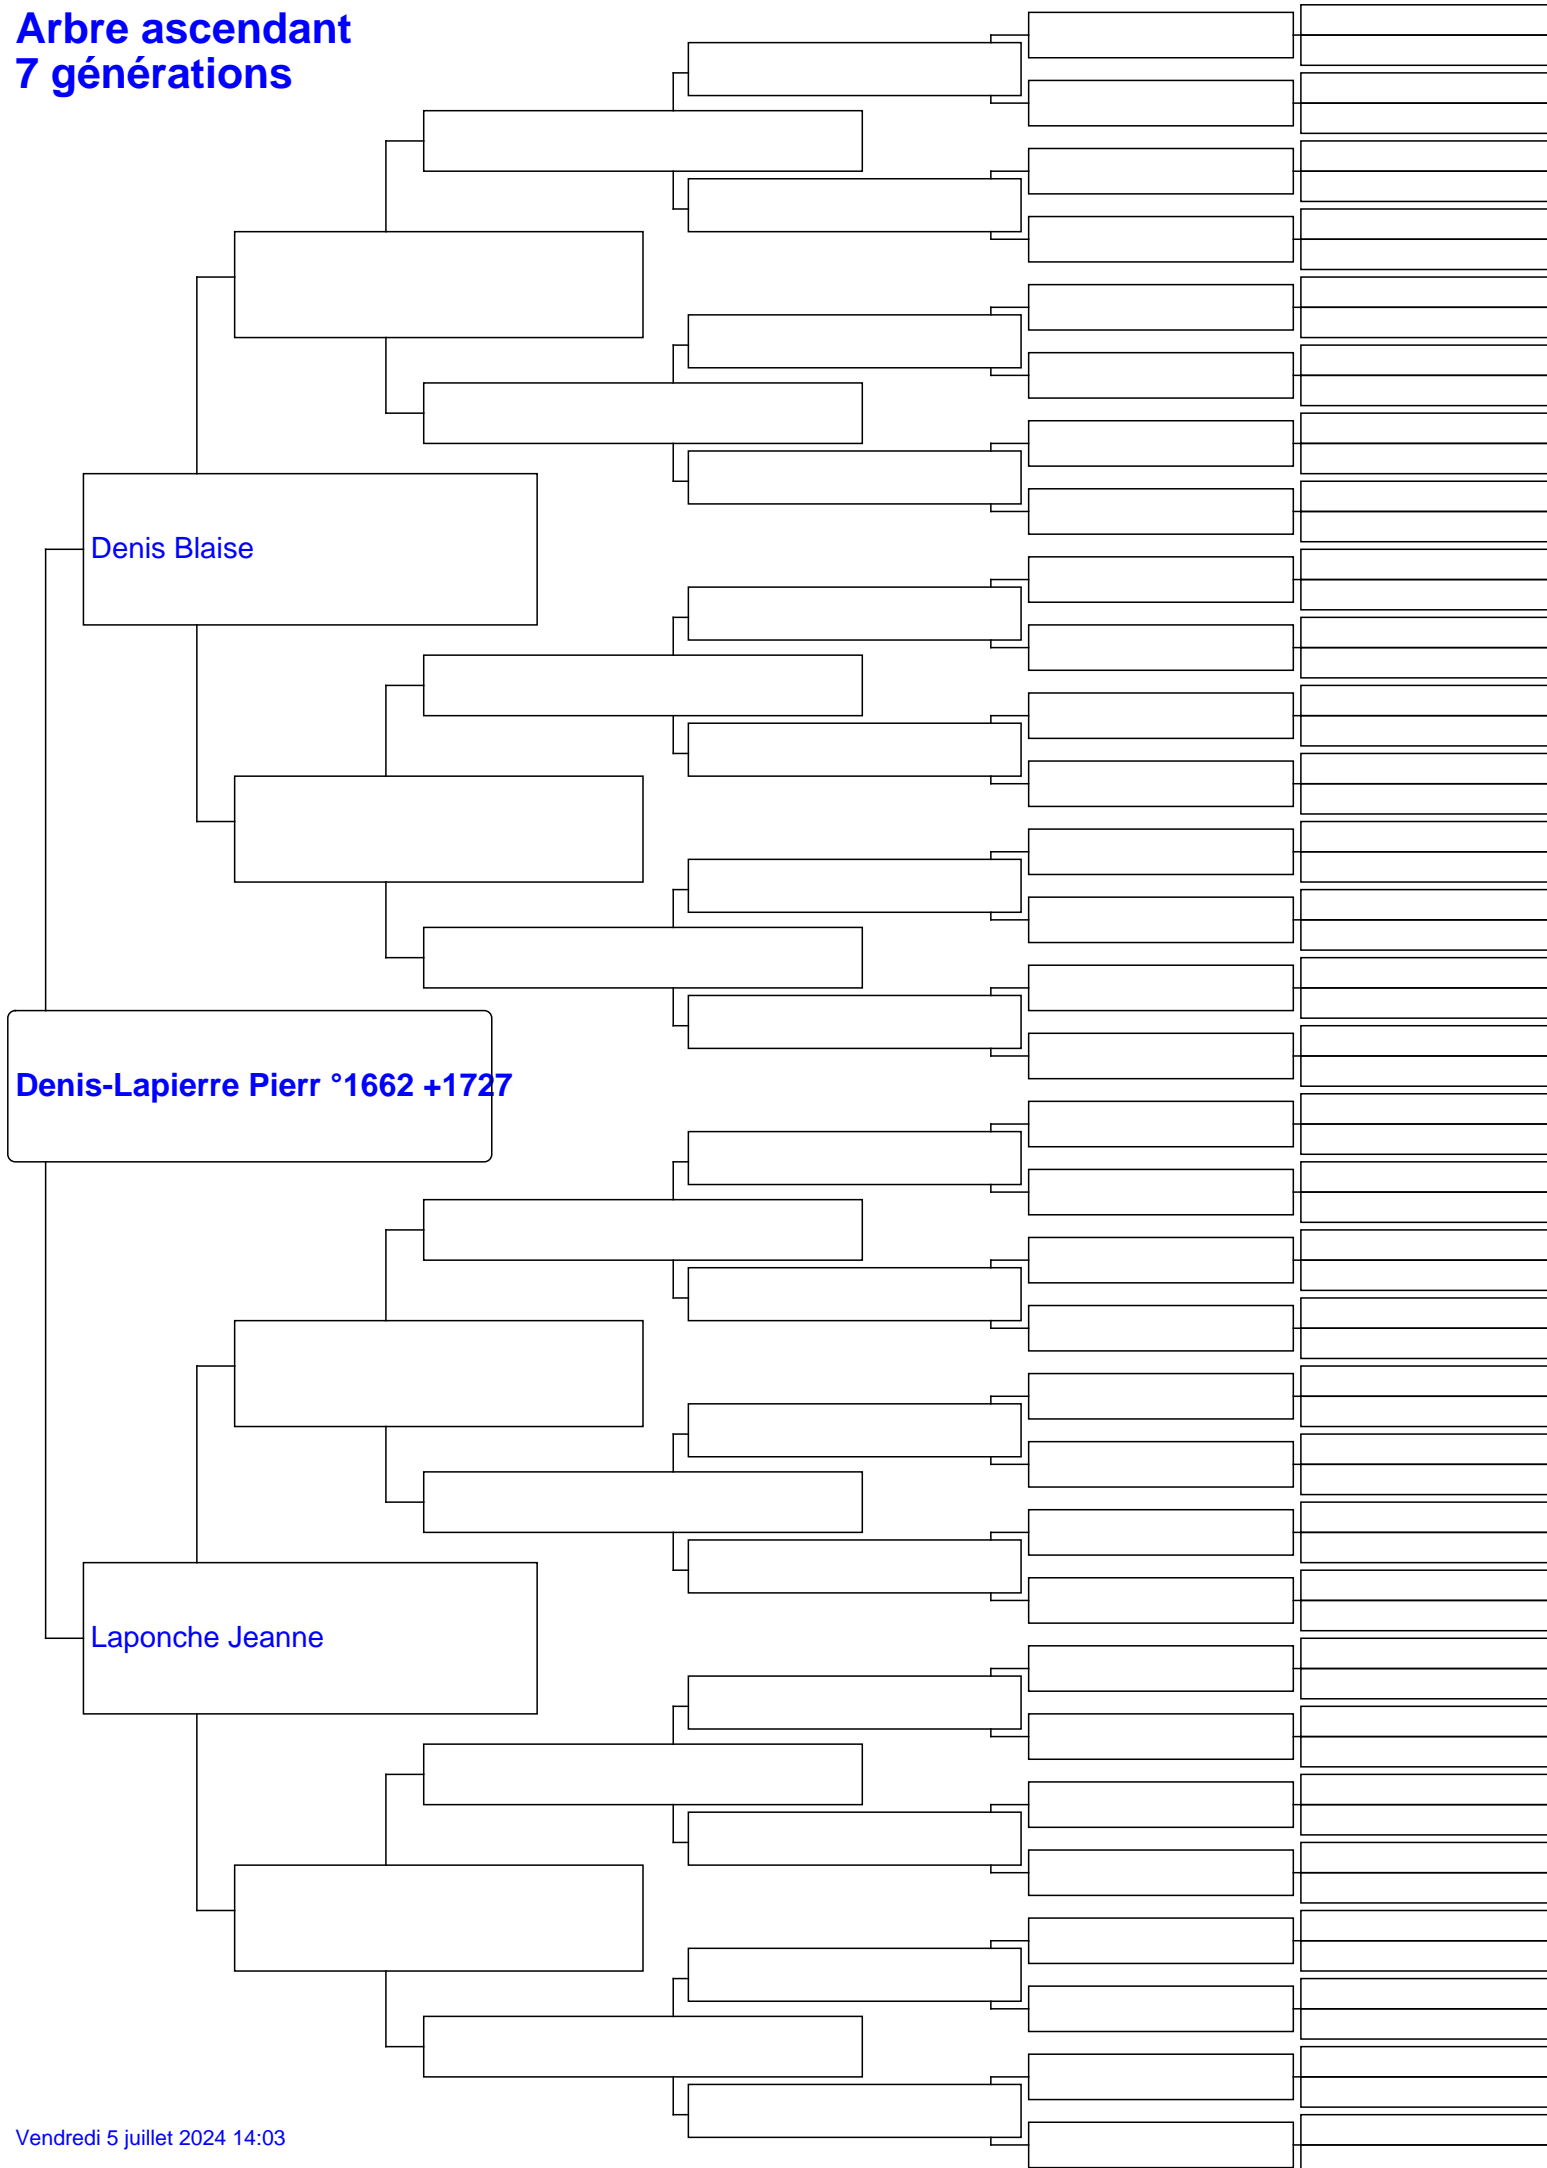 Arbre ascendant
7 générations
Denis Blaise
Denis-Lapierre Pierr °1662 +1727
Laponche Jeanne
Vendredi 5 juillet 2024 14:03